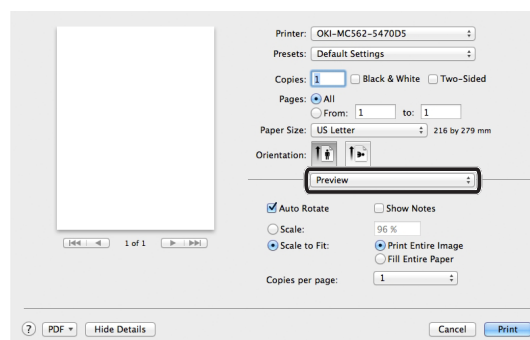 Printer: OKI-MC562-5470D5
Presets: Default Settings
Copies: 1 Black & White Two-Sided
Pages: All
From: 1 to: 1
Paper Size: US Letter 216 by 279 mm
Orientation:
Preview
Auto Rotate Show Notes
Scale: 96 %
Scale to Fit: Print Entire Image
Fill Entire Paper
Copies per page: 1
1 of 1
? PDF Hide Details Cancel Print